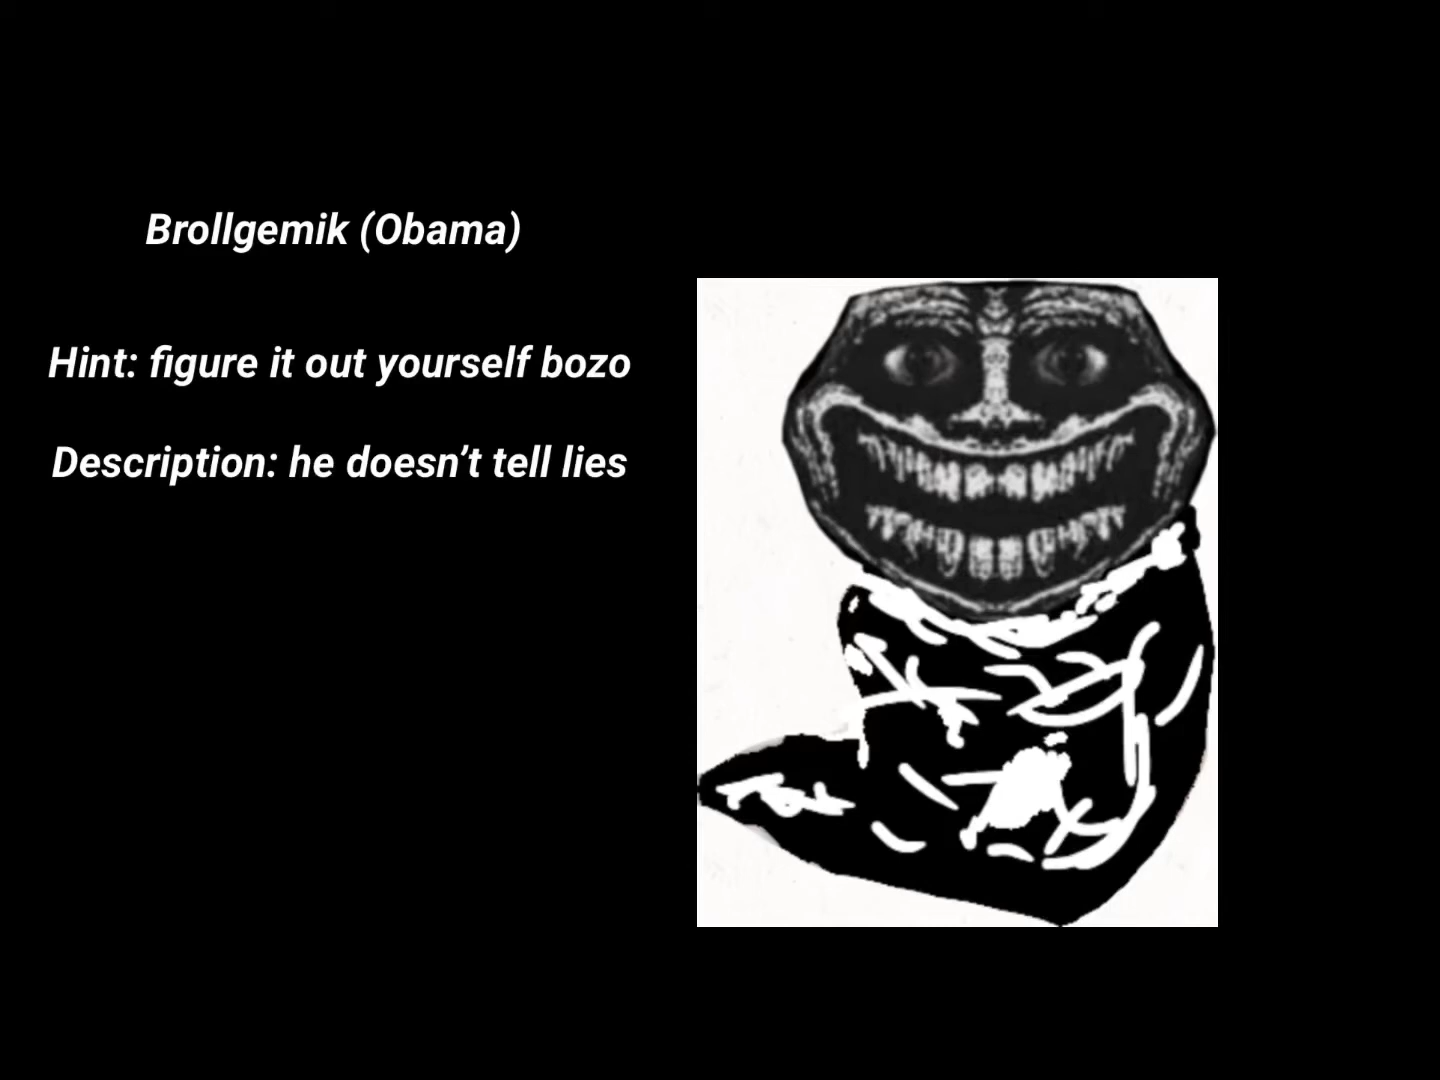 Brollgemik (Obama)
Hint: figure it out yourself bozo
Description: he doesn’t tell lies